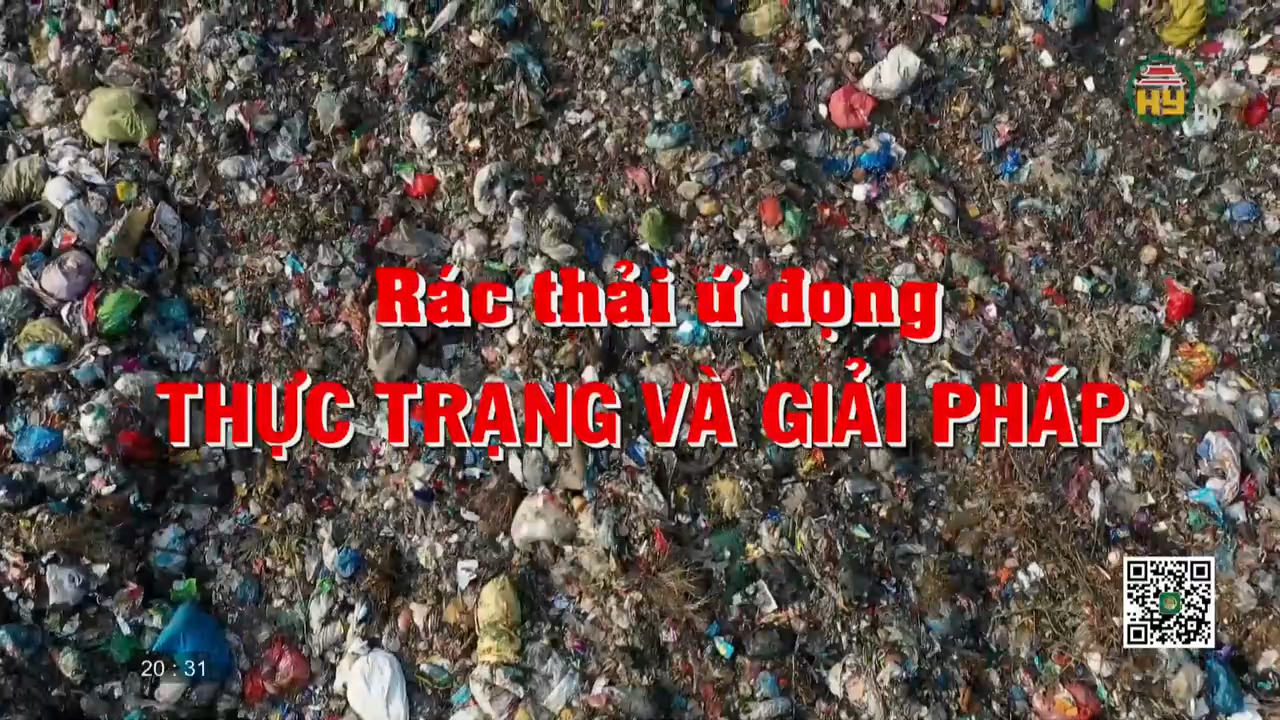 HY
Rác thải ứ đọng
THỰC TRẠNG VÀ GIẢI PHÁP
20 : 31